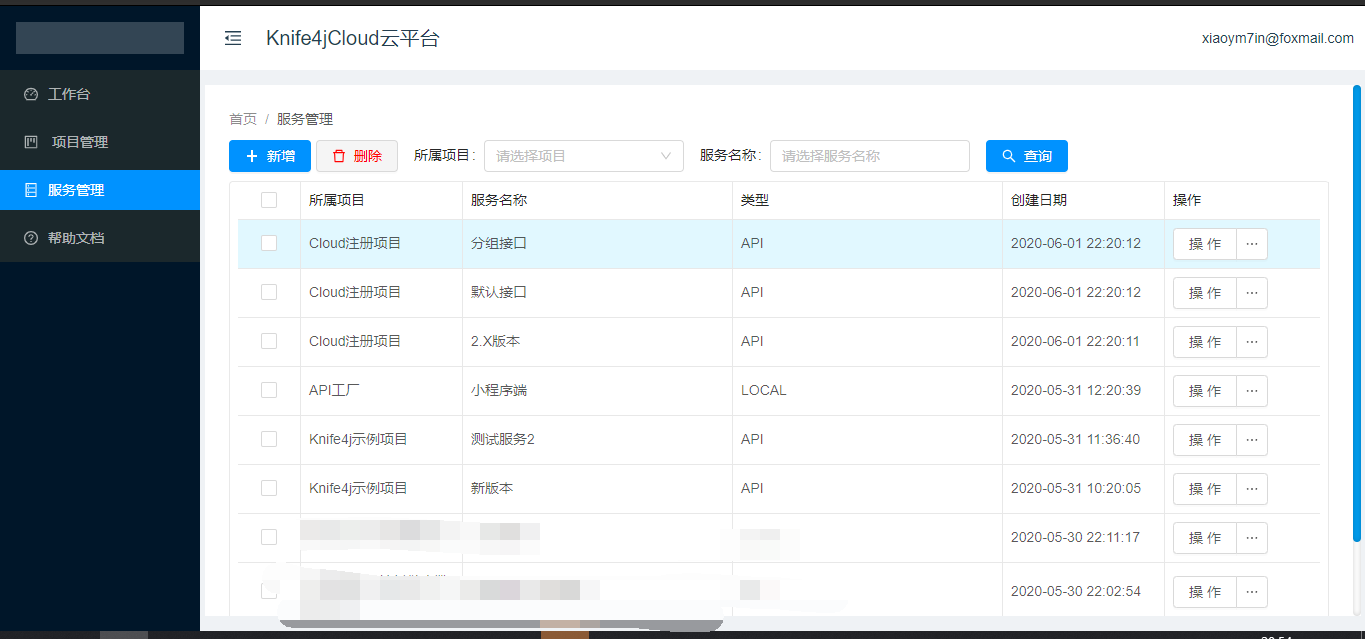 Knife4jCloud云平台
xiaoym7in@foxmail.com
工作台
项目管理
服务管理
帮助文档
首页 / 服务管理
新增 删除 所属项目: 请选择项目 服务名称: 请选择服务名称 查询
所属项目 服务名称 类型 创建日期 操作
Cloud注册项目 分组接口 API 2020-06-01 22:20:12 操 作 ···
Cloud注册项目 默认接口 API 2020-06-01 22:20:12 操 作 ···
Cloud注册项目 2.X版本 API 2020-06-01 22:20:11 操 作 ···
API工厂 小程序端 LOCAL 2020-05-31 12:20:39 操 作 ···
Knife4j示例项目 测试服务2 API 2020-05-31 11:36:40 操 作 ···
Knife4j示例项目 新版本 API 2020-05-31 10:20:05 操 作 ···
2020-05-30 22:11:17 操 作 ···
2020-05-30 22:02:54 操 作 ···